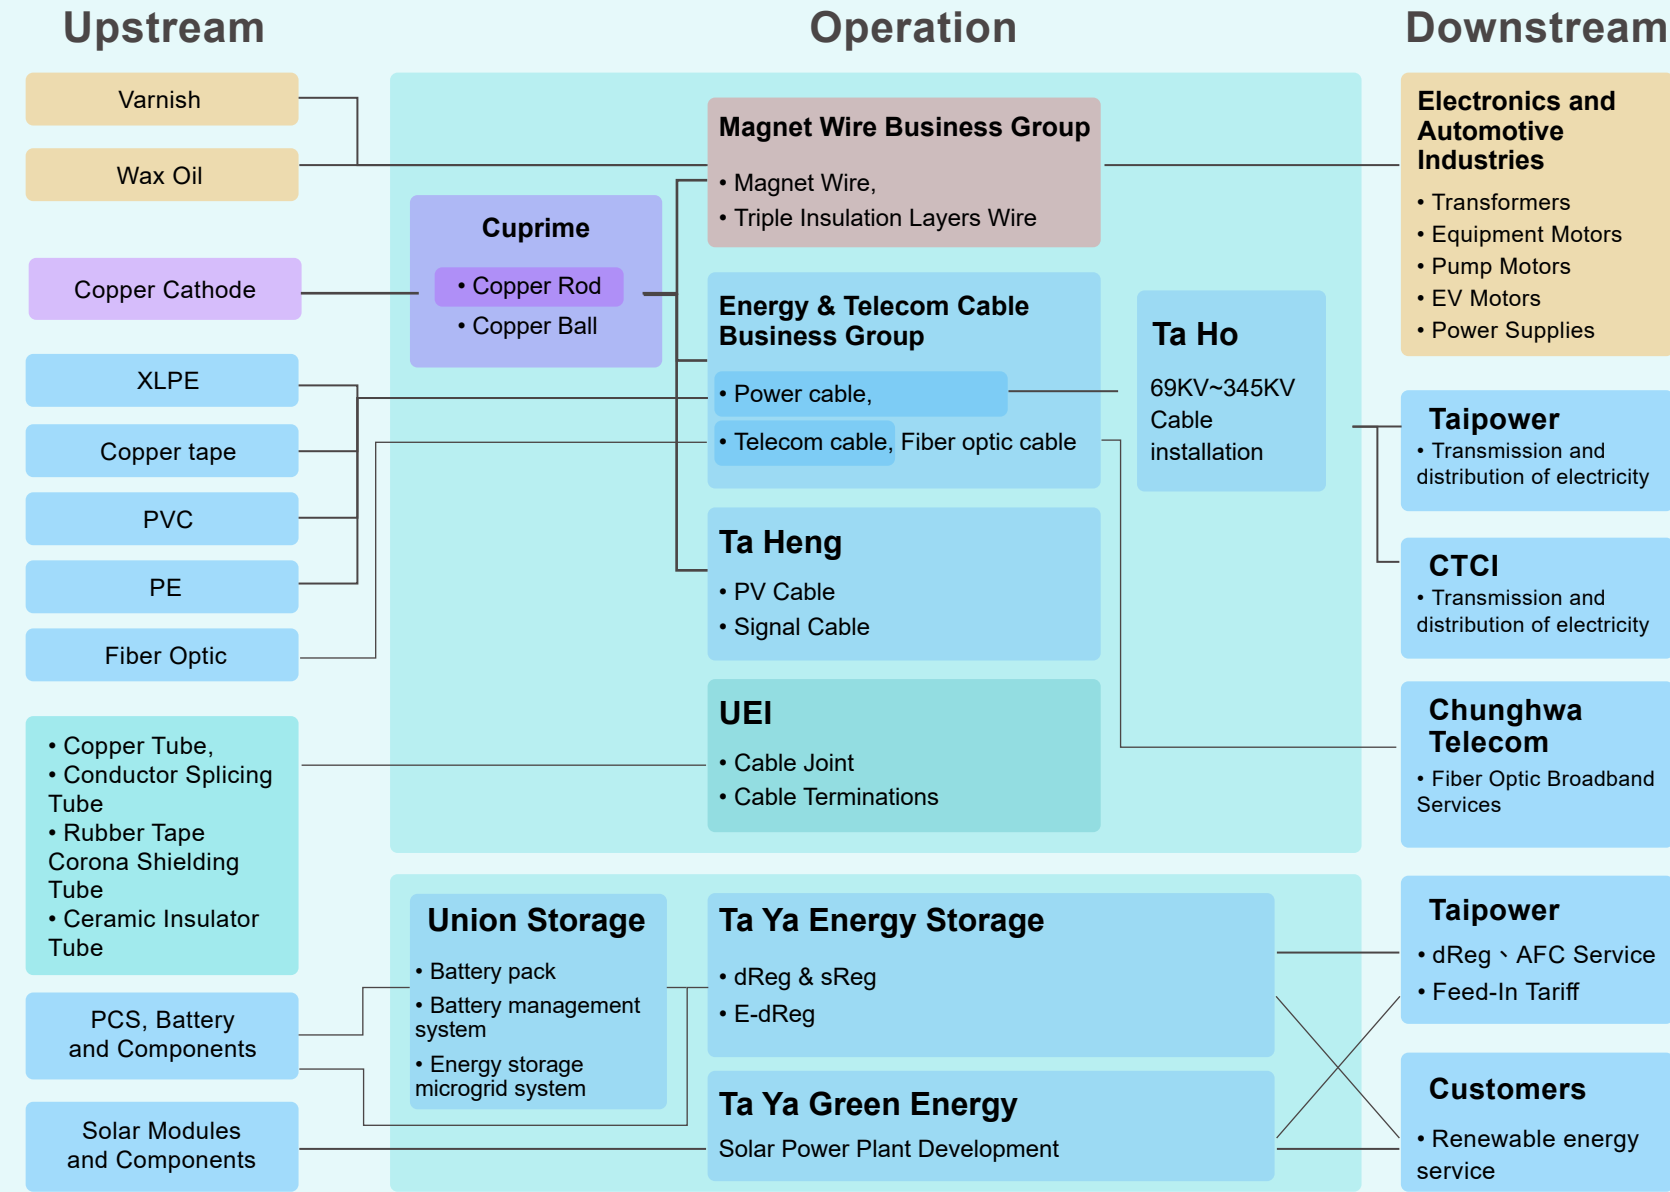 Upstream
Operation
Downstream
Varnish
Wax Oil
Copper Cathode
XLPE
Copper tape
PVC
PE
Fiber Optic
• Copper Tube,
• Conductor Splicing
Tube
• Rubber Tape
Corona Shielding
Tube
• Ceramic Insulator
Tube
PCS, Battery
and Components
Solar Modules
and Components
Cuprime
• Copper Rod
• Copper Ball
Magnet Wire Business Group
• Magnet Wire,
• Triple Insulation Layers Wire
Energy & Telecom Cable
Business Group
• Power cable,
• Telecom cable, Fiber optic cable
Ta Ho
69KV~345KV
Cable
installation
Ta Heng
• PV Cable
• Signal Cable
UEI
• Cable Joint
• Cable Terminations
Union Storage
• Battery pack
• Battery management
system
• Energy storage
microgrid system
Ta Ya Energy Storage
• dReg & sReg
• E-dReg
Ta Ya Green Energy
Solar Power Plant Development
Electronics and
Automotive
Industries
• Transformers
• Equipment Motors
• Pump Motors
• EV Motors
• Power Supplies
Taipower
• Transmission and
distribution of electricity
CTCI
• Transmission and
distribution of electricity
Chunghwa
Telecom
• Fiber Optic Broadband
Services
Taipower
• dReg、AFC Service
• Feed-In Tariff
Customers
• Renewable energy
service